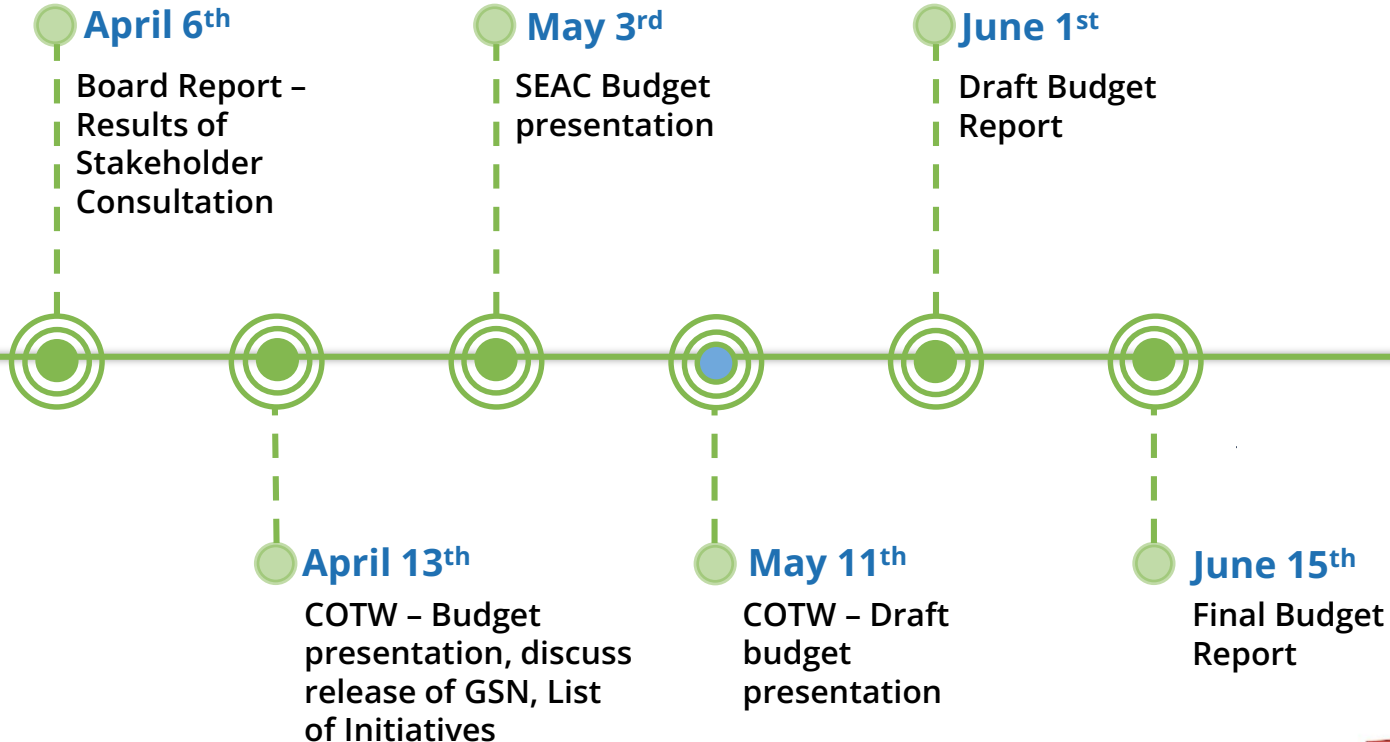 April 6th
Board Report –
Results of
Stakeholder
Consultation
May 3rd
SEAC Budget
presentation
June 1st
Draft Budget
Report
April 13th
COTW – Budget
presentation, discuss
release of GSN, List
of Initiatives
May 11th
COTW – Draft
budget
presentation
June 15th
Final Budget
Report